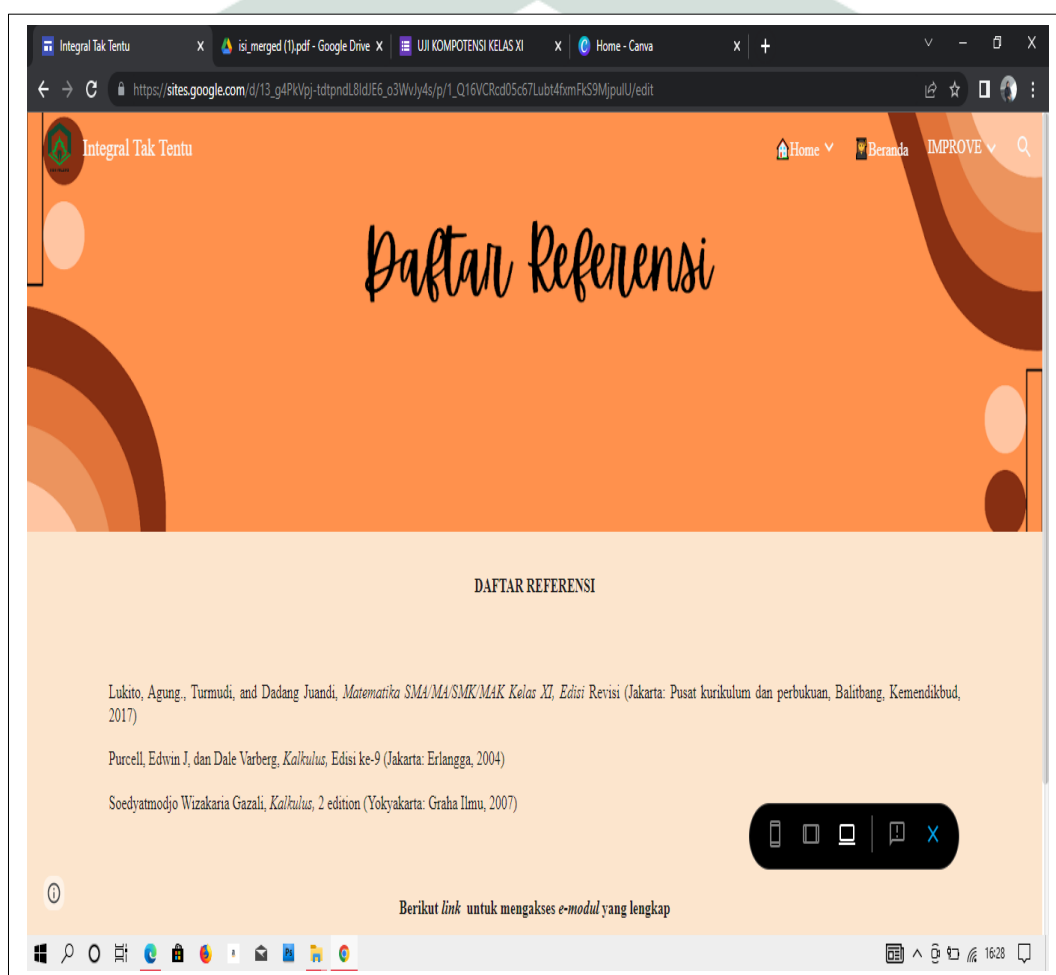 Integral Tak Tentu
isi_merged (1).pdf - Google Drive
UJI KOMPOTENSI KELAS XI
Home - Canva
https://sites.google.com/d/13_g4PkVpj-tdtpndL8IdJE6_o3WvJy4s/p/1_Q16VCRcd05c67Lubt4fxmFkS9MjpulU/edit
Integral Tak Tentu
Home
Beranda
IMPROVE
Daftar Referensi
DAFTAR REFERENSI
Lukito, Agung., Turmudi, and Dadang Juandi, Matematika SMA/MA/SMK/MAK Kelas XI, Edisi Revisi (Jakarta: Pusat kurikulum dan perbukuan, Balitbang, Kemendikbud,
2017)
Purcell, Edwin J, dan Dale Varberg, Kalkulus, Edisi ke-9 (Jakarta: Erlangga, 2004)
Soedyatmodjo Wizakaria Gazali, Kalkulus, 2 edition (Yokyakarta: Graha Ilmu, 2007)
Berikut link untuk mengakses e-modul yang lengkap
Ps
16:28